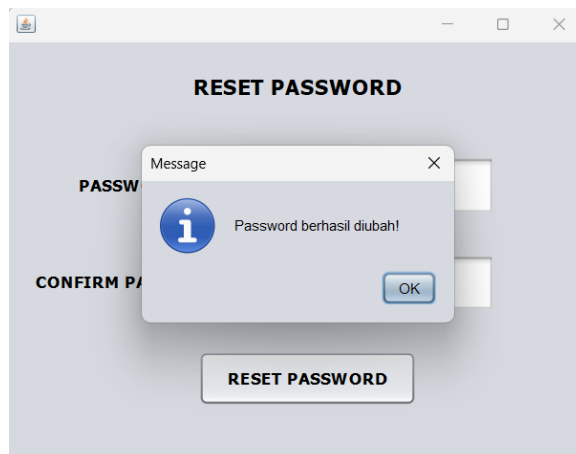 RESET PASSWORD
Message
PASSW
Password berhasil diubah!
CONFIRM PA
OK
RESET PASSWORD